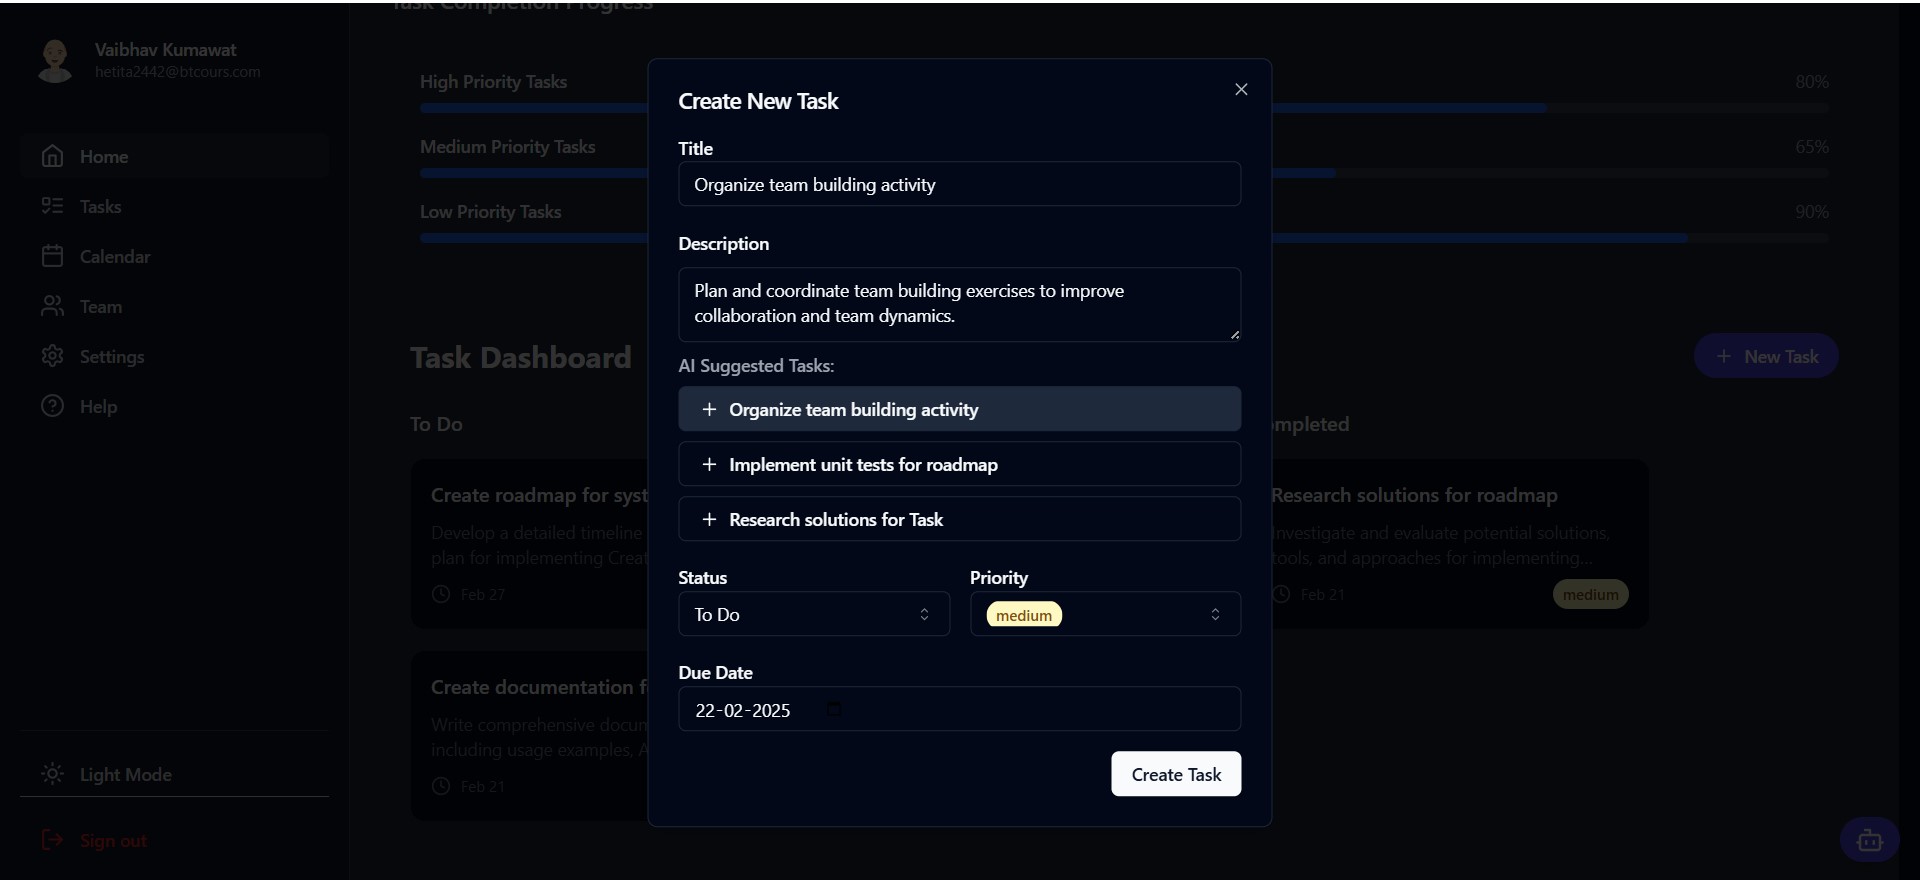 Task Completion Progress
Vaibhav Kumawat
hetita2442@btcours.com
Home
Tasks
Calendar
Team
Settings
Help
Light Mode
Sign out
High Priority Tasks
80%
Medium Priority Tasks
65%
Low Priority Tasks
90%
Task Dashboard
New Task
To Do
Create roadmap for syst
Develop a detailed timeline
plan for implementing Creat
Feb 27
Create documentation f
Write comprehensive docum
including usage examples, A
Feb 21
ompleted
Research solutions for roadmap
Investigate and evaluate potential solutions,
tools, and approaches for implementing...
Feb 21
medium
Create New Task
Title
Organize team building activity
Description
Plan and coordinate team building exercises to improve
collaboration and team dynamics.
AI Suggested Tasks:
Organize team building activity
Implement unit tests for roadmap
Research solutions for Task
Status
Priority
To Do
medium
Due Date
22-02-2025
Create Task